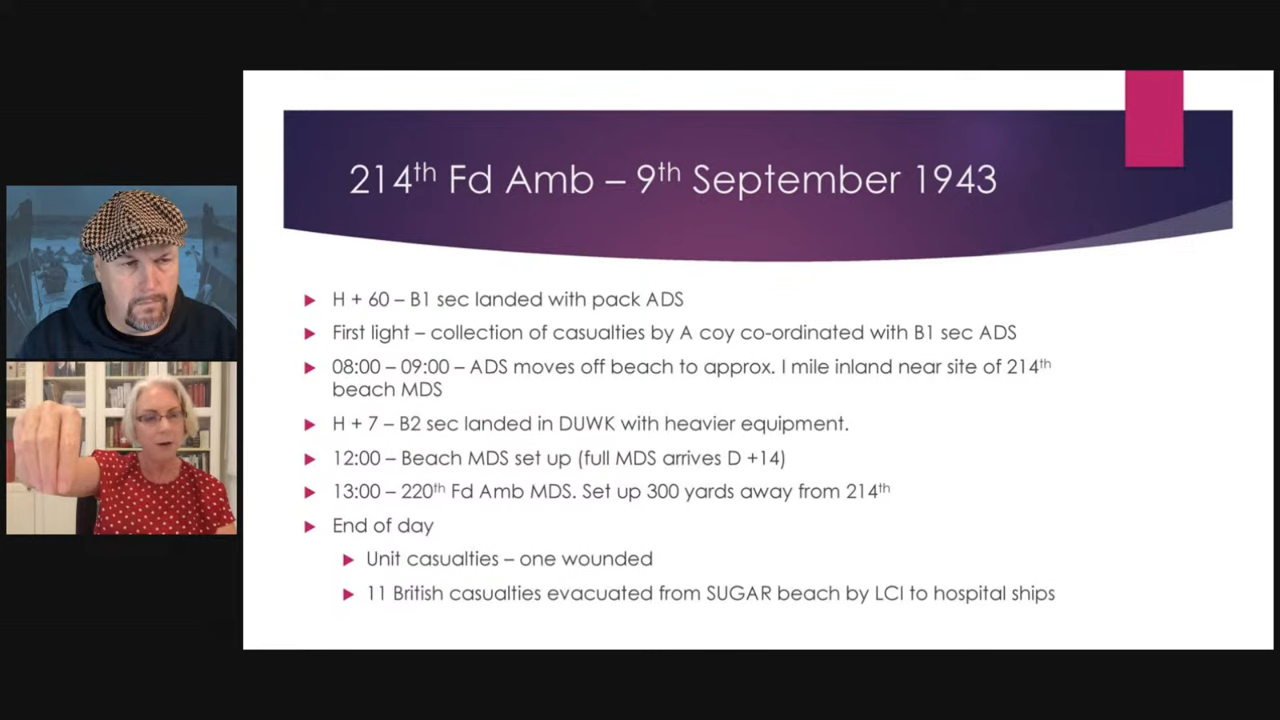 214th Fd Amb – 9th September 1943
H + 60 – B1 sec landed with pack ADS
First light – collection of casualties by A coy co-ordinated with B1 sec ADS
08:00 – 09:00 – ADS moves off beach to approx. I mile inland near site of 214th
beach MDS
H + 7 – B2 sec landed in DUWK with heavier equipment.
12:00 – Beach MDS set up (full MDS arrives D +14)
13:00 – 220th Fd Amb MDS. Set up 300 yards away from 214th
End of day
Unit casualties – one wounded
11 British casualties evacuated from SUGAR beach by LCI to hospital ships